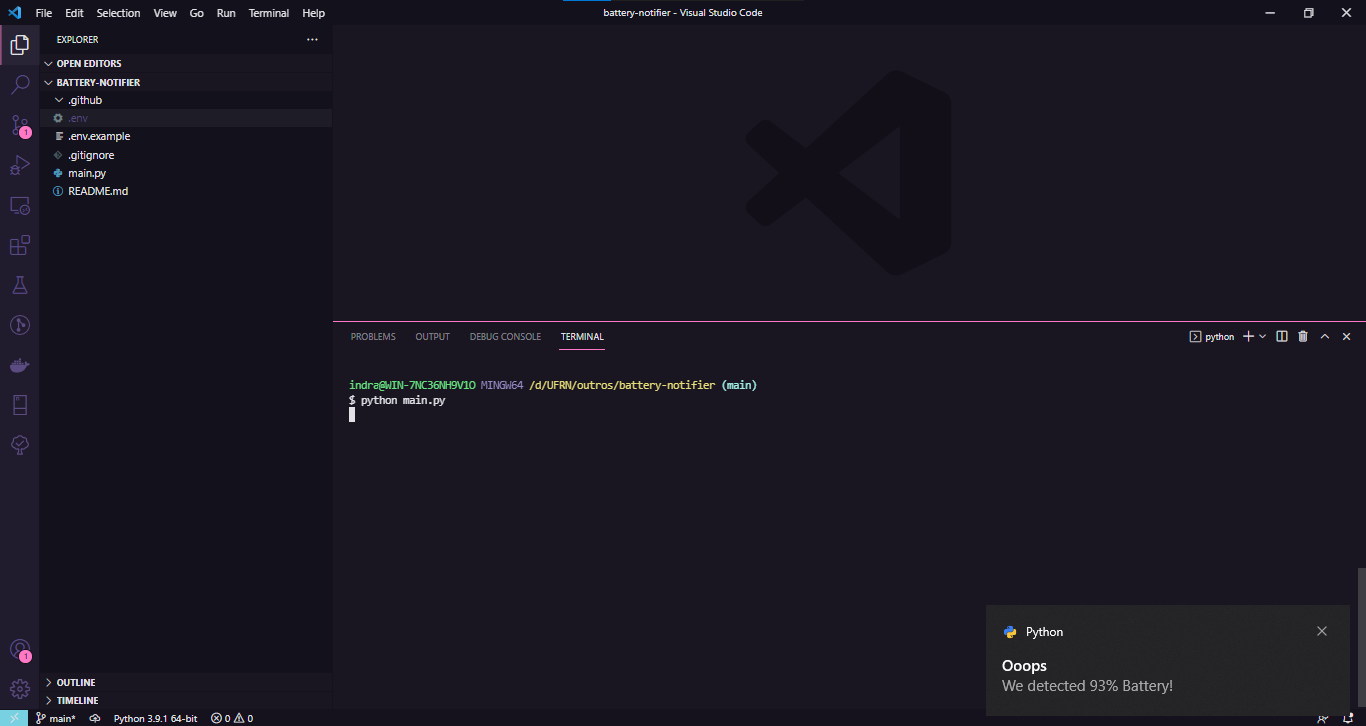 File Edit Selection View Go Run Terminal Help
battery-notifier - Visual Studio Code
EXPLORER
OPEN EDITORS
BATTERY-NOTIFIER
.github
.env
.env.example
.gitignore
main.py
README.md
OUTLINE
TIMELINE
1
1
PROBLEMS OUTPUT DEBUG CONSOLE TERMINAL
python
indra@WIN-7NC36NH9V1O MINGW64 /d/UFRN/outros/battery-notifier (main)
$ python main.py
Python
Ooops
We detected 93% Battery!
main* Python 3.9.1 64-bit 0 0